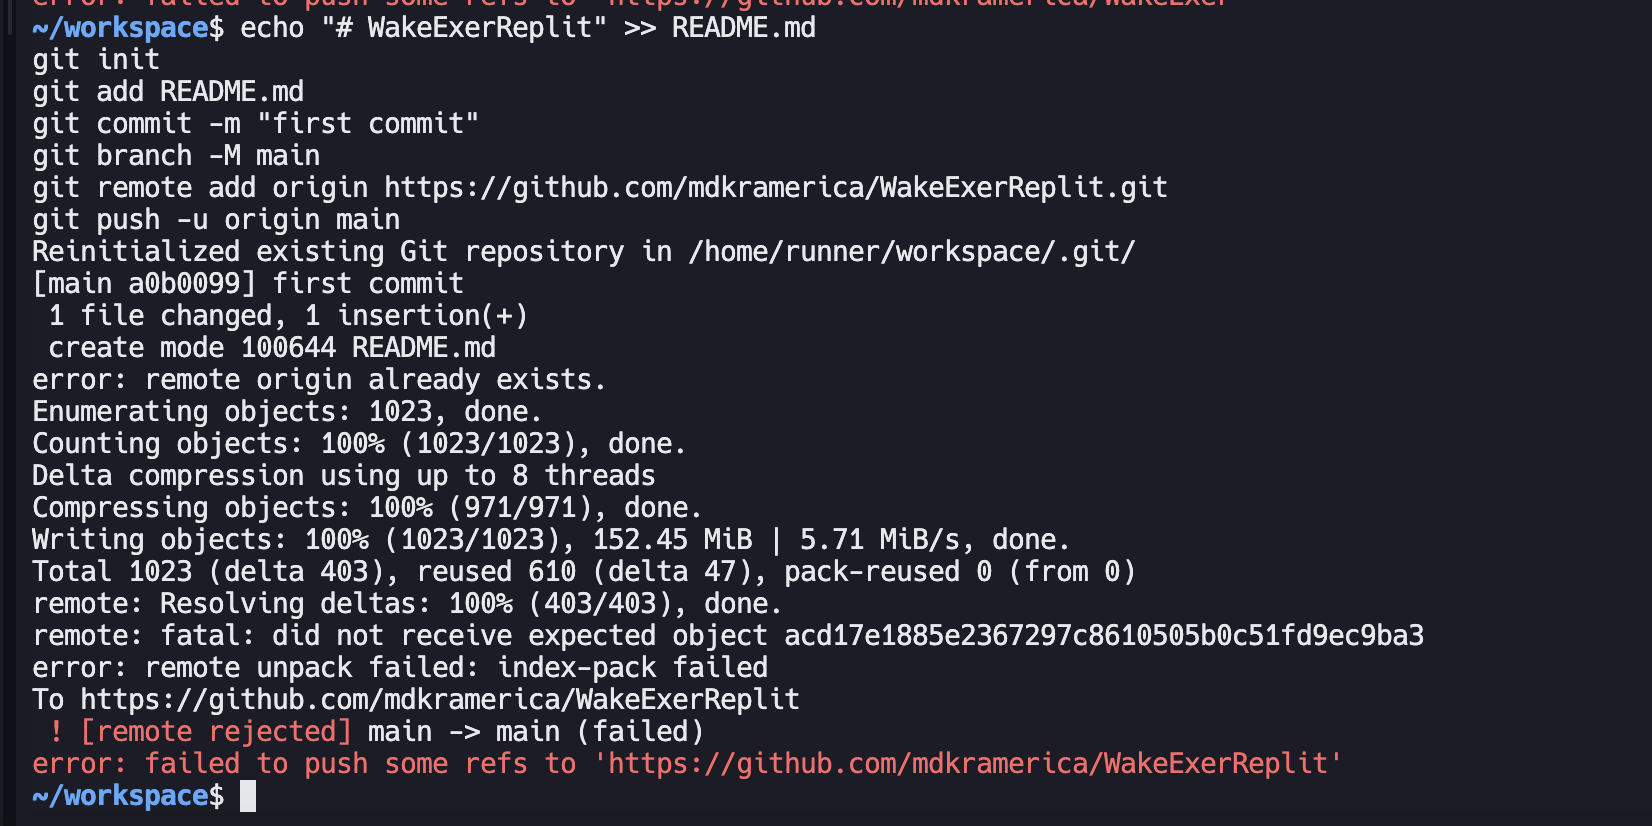 error: failed to push some refs to 'https://github.com/mdkramerica/WakeExer
~/workspace$ echo "# WakeExerReplit" >> README.md
git init
git add README.md
git commit -m "first commit"
git branch -M main
git remote add origin https://github.com/mdkramerica/WakeExerReplit.git
git push -u origin main
Reinitialized existing Git repository in /home/runner/workspace/.git/
[main a0b0099] first commit
 1 file changed, 1 insertion(+)
 create mode 100644 README.md
error: remote origin already exists.
Enumerating objects: 1023, done.
Counting objects: 100% (1023/1023), done.
Delta compression using up to 8 threads
Compressing objects: 100% (971/971), done.
Writing objects: 100% (1023/1023), 152.45 MiB | 5.71 MiB/s, done.
Total 1023 (delta 403), reused 610 (delta 47), pack-reused 0 (from 0)
remote: Resolving deltas: 100% (403/403), done.
remote: fatal: did not receive expected object acd17e1885e2367297c8610505b0c51fd9ec9ba3
error: remote unpack failed: index-pack failed
To https://github.com/mdkramerica/WakeExerReplit
 ! [remote rejected] main -> main (failed)
error: failed to push some refs to 'https://github.com/mdkramerica/WakeExerReplit'
~/workspace$